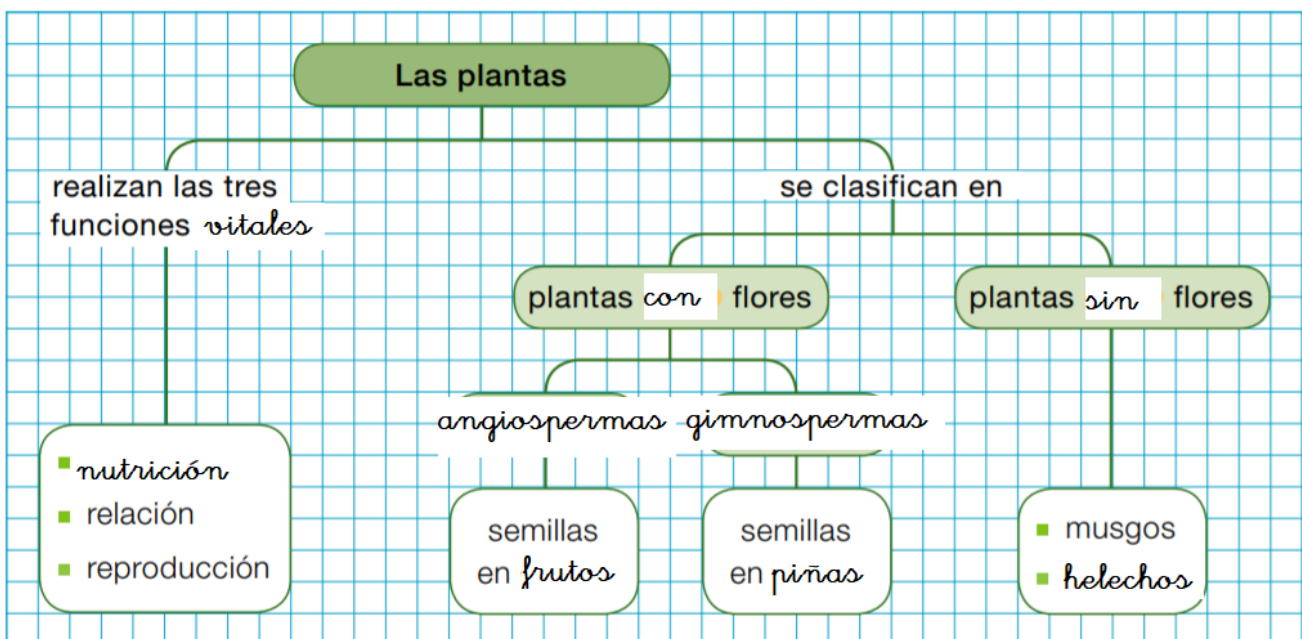 Las plantas
realizan las tres
funciones vitales
se clasifican en
plantas con flores
plantas sin flores
angiospermas
gimnospermas
nutrición
relación
reproducción
semillas
en frutos
semillas
en piñas
musgos
helechos